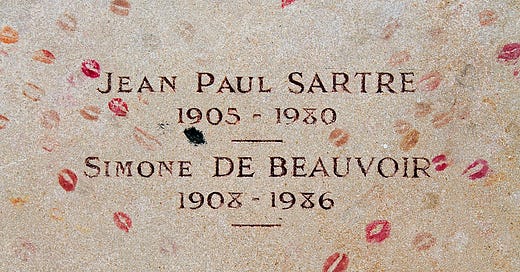 JEAN PAUL SARTRE
1905 - 1980
SIMONE DE BEAUVOIR
1908 - 1986